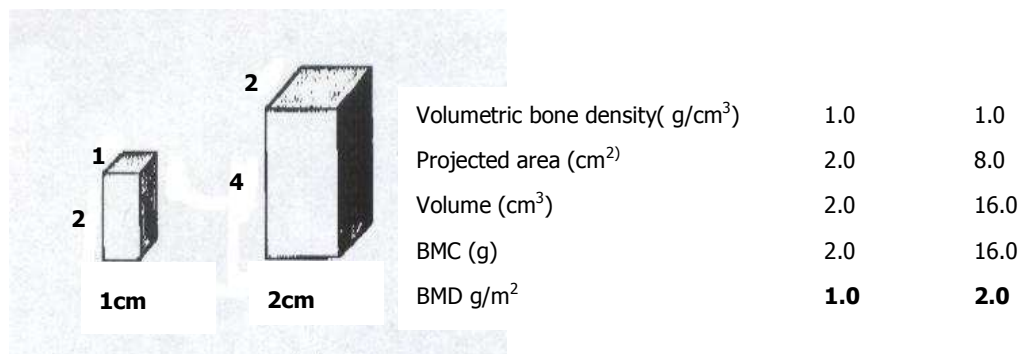 2
1
4
2
1cm 2cm
Volumetric bone density( g/cm³) 1.0 1.0
Projected area (cm²⁾ 2.0 8.0
Volume (cm³) 2.0 16.0
BMC (g) 2.0 16.0
BMD g/m² 1.0 2.0